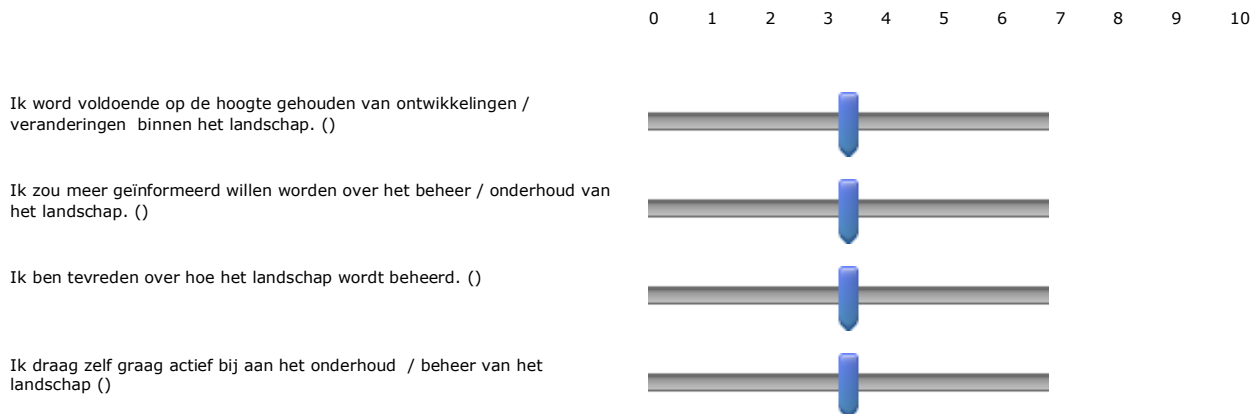 0 1 2 3 4 5 6 7 8 9 10
Ik word voldoende op de hoogte gehouden van ontwikkelingen /
veranderingen  binnen het landschap. ()
Ik zou meer geïnformeerd willen worden over het beheer / onderhoud van
het landschap. ()
Ik ben tevreden over hoe het landschap wordt beheerd. ()
Ik draag zelf graag actief bij aan het onderhoud  / beheer van het
landschap ()